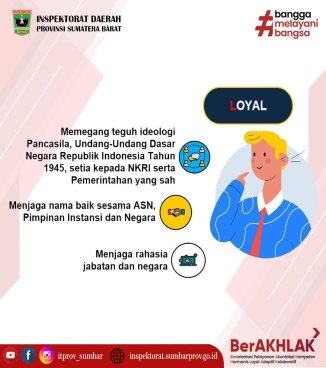 INSPEKTORAT DAERAH
PROVINSI SUMATERA BARAT
#bangga
melayani
bangsa
LOYAL
Memegang teguh ideologi
Pancasila, Undang-Undang Dasar
Negara Republik Indonesia Tahun
1945, setia kepada NKRI serta
Pemerintahan yang sah
Menjaga nama baik sesama ASN,
Pimpinan Instansi dan Negara
Menjaga rahasia
jabatan dan negara
itprov_sumbar
inspektorat.sumbarprov.go.id
BerAKHLAK
Berorientasi Pelayanan Akuntabel Kompeten
Harmonis Loyal Adaptif Kolaboratif